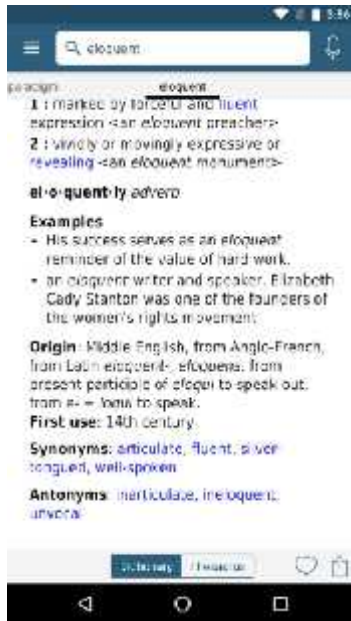 3:56
eloquent
paradigm eloquent
1 : marked by forceful and fluent
expression <an eloquent preacher>
2 : vividly or movingly expressive or
revealing <an eloquent monument>
el·o·quent·ly adverb
Examples
- His success serves as an eloquent
reminder of the value of hard work.
- an eloquent writer and speaker, Elizabeth
Cady Stanton was one of the founders of
the women's rights movement
Origin: Middle English, from Anglo-French,
from Latin eloquent-, eloquens, from
present participle of eloqui to speak out,
from e- + loqui to speak.
First use: 14th century
Synonyms: articulate, fluent, silver-
tongued, well-spoken
Antonyms: inarticulate, ineloquent,
unvocal
Dictionary Thesaurus